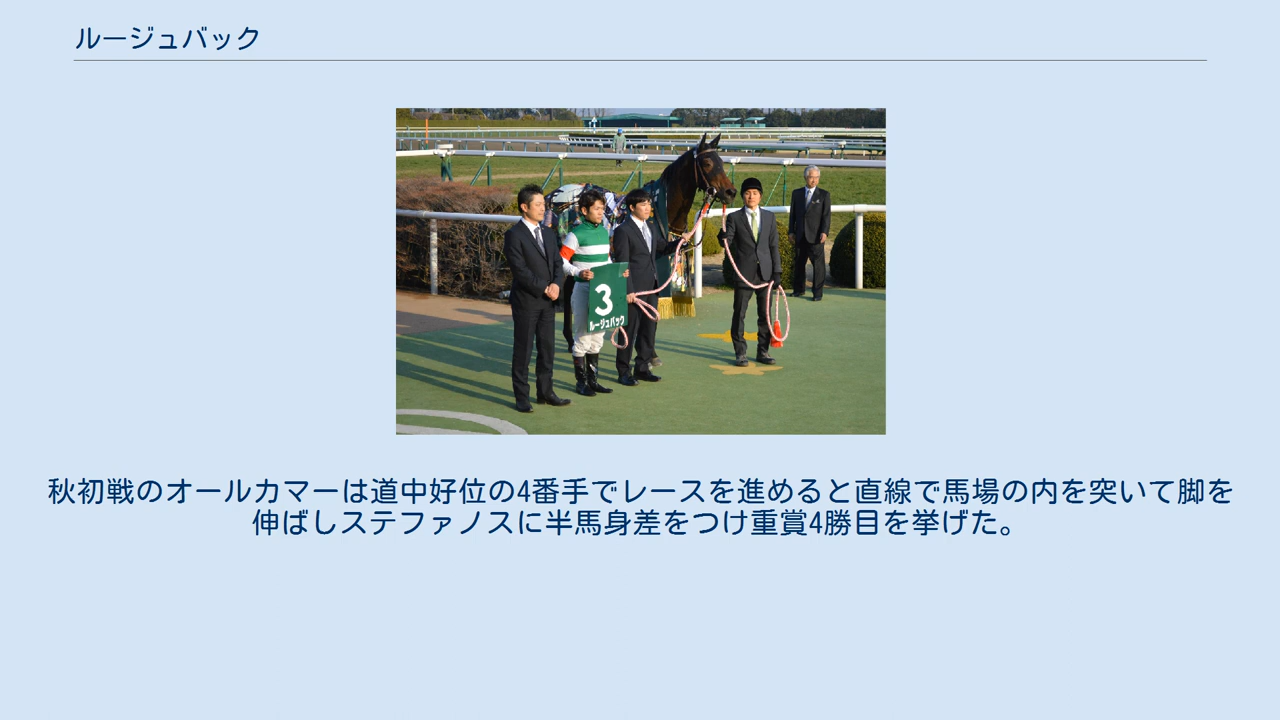 ルージュバック
3
ルージュバック
秋初戦のオールカマーは道中好位の4番手でレースを進めると直線で馬場の内を突いて脚を
伸ばしステファノスに半馬身差をつけ重賞4勝目を挙げた。